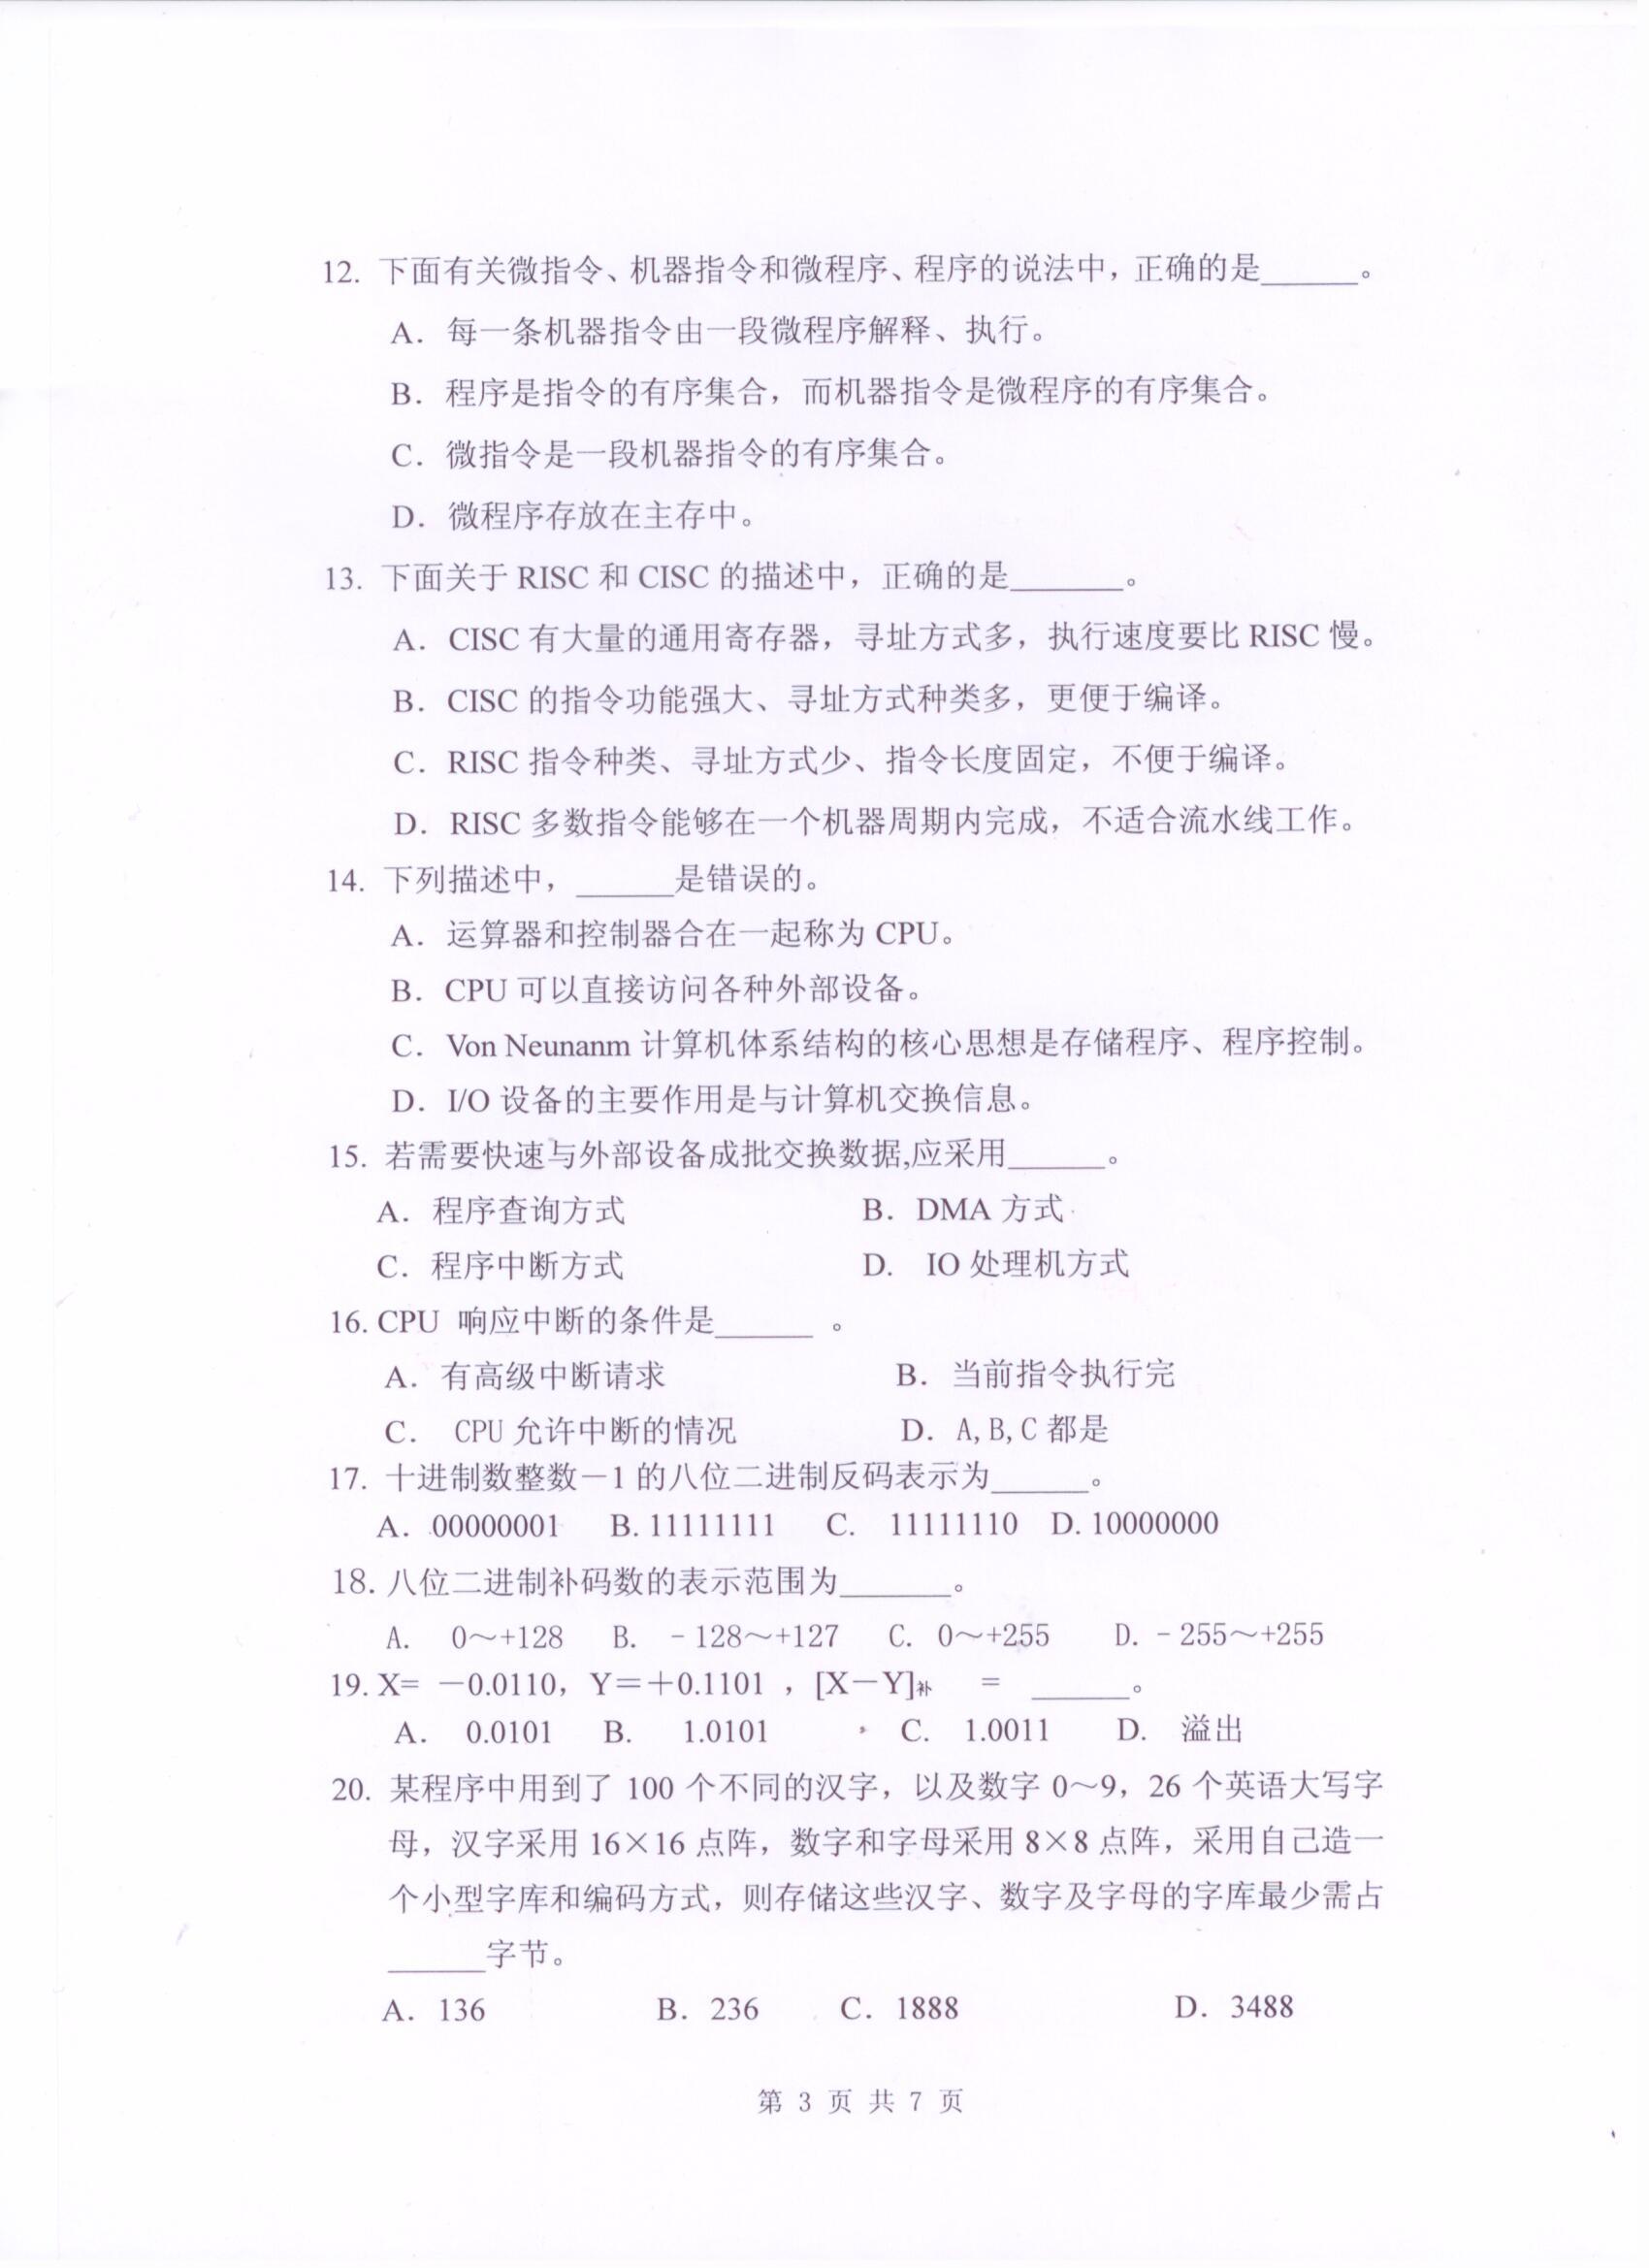 12. 下面有关微指令、机器指令和微程序、程序的说法中，正确的是______。
A．每一条机器指令由一段微程序解释、执行。
B．程序是指令的有序集合，而机器指令是微程序的有序集合。
C．微指令是一段机器指令的有序集合。
D．微程序存放在主存中。
13. 下面关于 RISC 和 CISC 的描述中，正确的是_______。
A．CISC 有大量的通用寄存器，寻址方式多，执行速度要比 RISC 慢。
B．CISC 的指令功能强大、寻址方式种类多，更便于编译。
C．RISC 指令种类、寻址方式少、指令长度固定，不便于编译。
D．RISC 多数指令能够在一个机器周期内完成，不适合流水线工作。
14. 下列描述中，______是错误的。
A．运算器和控制器合在一起称为 CPU。
B．CPU 可以直接访问各种外部设备。
C．Von Neunanm 计算机体系结构的核心思想是存储程序、程序控制。
D．I/O 设备的主要作用是与计算机交换信息。
15. 若需要快速与外部设备成批交换数据,应采用______。
A．程序查询方式 B．DMA 方式
C．程序中断方式 D. IO 处理机方式
16. CPU 响应中断的条件是______ 。
A．有高级中断请求 B．当前指令执行完
C． CPU 允许中断的情况 D．A,B,C 都是
17. 十进制数整数－1 的八位二进制反码表示为______。
A．00000001 B. 11111111 C. 11111110 D. 10000000
18. 八位二进制补码数的表示范围为_______。
A. 0～+128 B. －128～+127 C. 0～+255 D.－255～+255
19. X= －0.0110，Y＝＋0.1101 ，[X－Y]补 = ______。
A． 0.0101 B. 1.0101 C. 1.0011 D. 溢出
20. 某程序中用到了 100 个不同的汉字，以及数字 0～9，26 个英语大写字
母，汉字采用 16×16 点阵，数字和字母采用 8×8 点阵，采用自己造一
个小型字库和编码方式，则存储这些汉字、数字及字母的字库最少需占
______字节。
A．136 B．236 C．1888 D．3488
第 3 页 共 7 页